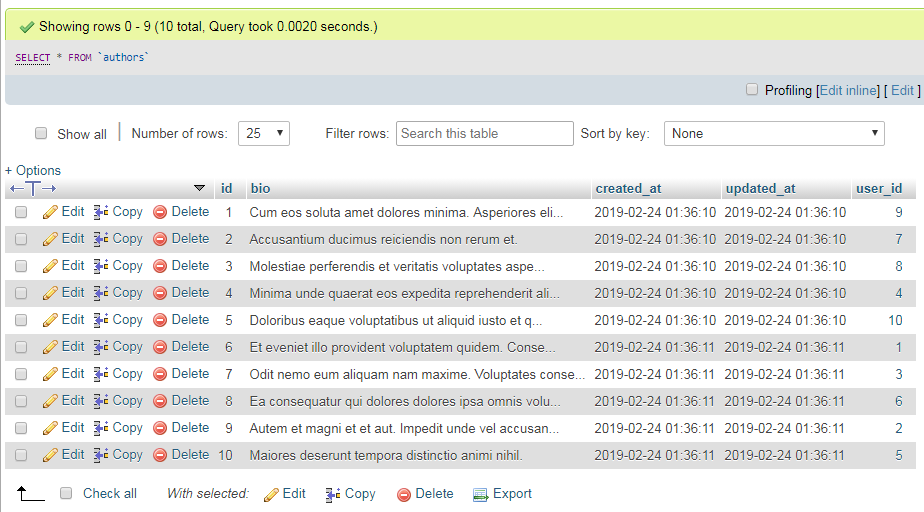 Showing rows 0 - 9 (10 total, Query took 0.0020 seconds.)
SELECT * FROM `authors`
Profiling [Edit inline] [ Edit ]
Show all | Number of rows: 25 Filter rows: Search this table Sort by key: None
+ Options
id bio created_at updated_at user_id
Edit Copy Delete 1 Cum eos soluta amet dolores minima. Asperiores eli... 2019-02-24 01:36:10 2019-02-24 01:36:10 9
Edit Copy Delete 2 Accusantium ducimus reiciendis non rerum et. 2019-02-24 01:36:10 2019-02-24 01:36:10 7
Edit Copy Delete 3 Molestiae perferendis et veritatis voluptates aspe... 2019-02-24 01:36:10 2019-02-24 01:36:10 8
Edit Copy Delete 4 Minima unde quaerat eos expedita reprehenderit ali... 2019-02-24 01:36:10 2019-02-24 01:36:10 4
Edit Copy Delete 5 Doloribus eaque voluptatibus ut aliquid iusto et q... 2019-02-24 01:36:10 2019-02-24 01:36:10 10
Edit Copy Delete 6 Et eveniet illo provident voluptatem quidem. Conse... 2019-02-24 01:36:11 2019-02-24 01:36:11 1
Edit Copy Delete 7 Odit nemo eum aliquam nam maxime. Voluptates conse... 2019-02-24 01:36:11 2019-02-24 01:36:11 3
Edit Copy Delete 8 Ea consequatur qui dolores dolores ipsa omnis volu... 2019-02-24 01:36:11 2019-02-24 01:36:11 6
Edit Copy Delete 9 Autem et magni et et aut. Impedit unde vel accusan... 2019-02-24 01:36:11 2019-02-24 01:36:11 2
Edit Copy Delete 10 Maiores deserunt tempora distinctio animi nihil. 2019-02-24 01:36:11 2019-02-24 01:36:11 5
Check all With selected: Edit Copy Delete Export